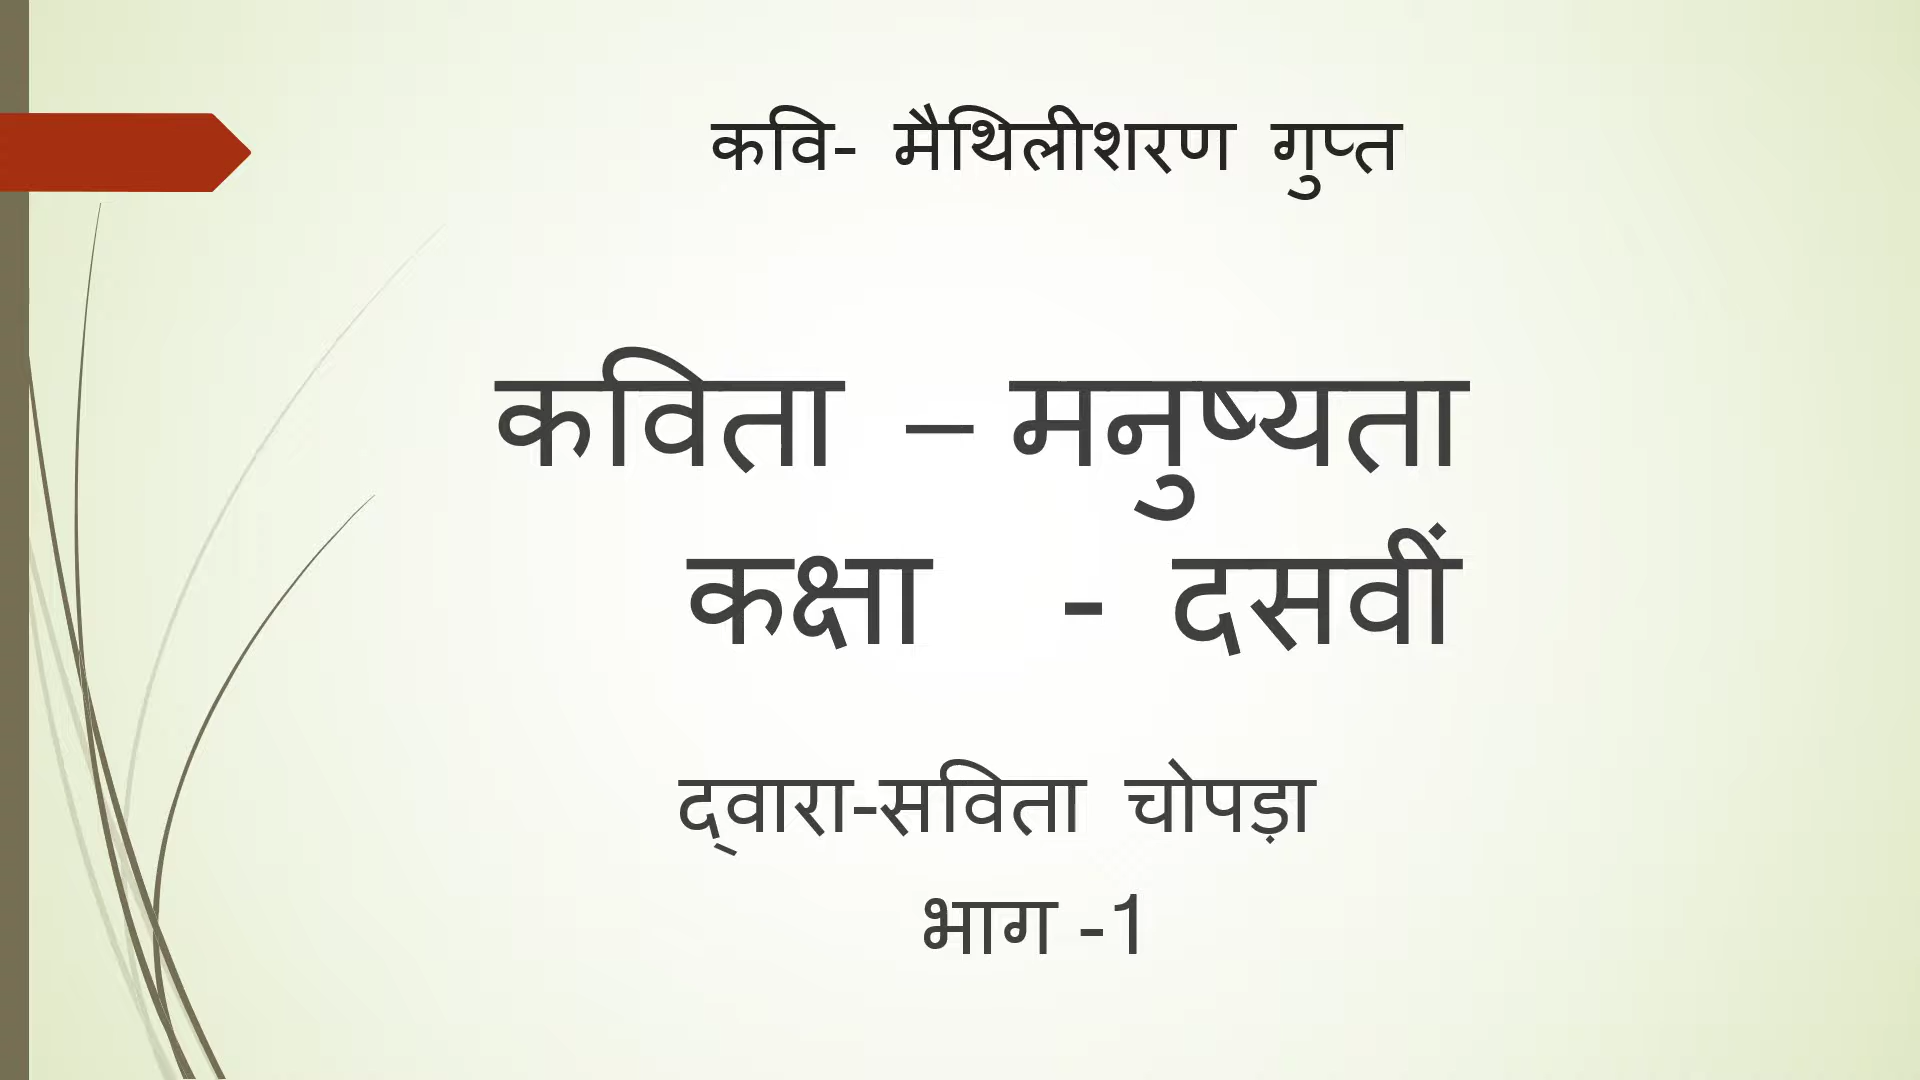 कवि- मैथिलीशरण गुप्त
कविता – मनुष्यता
कक्षा - दसवीं
द्‌वारा-सविता चोपड़ा
भाग -1